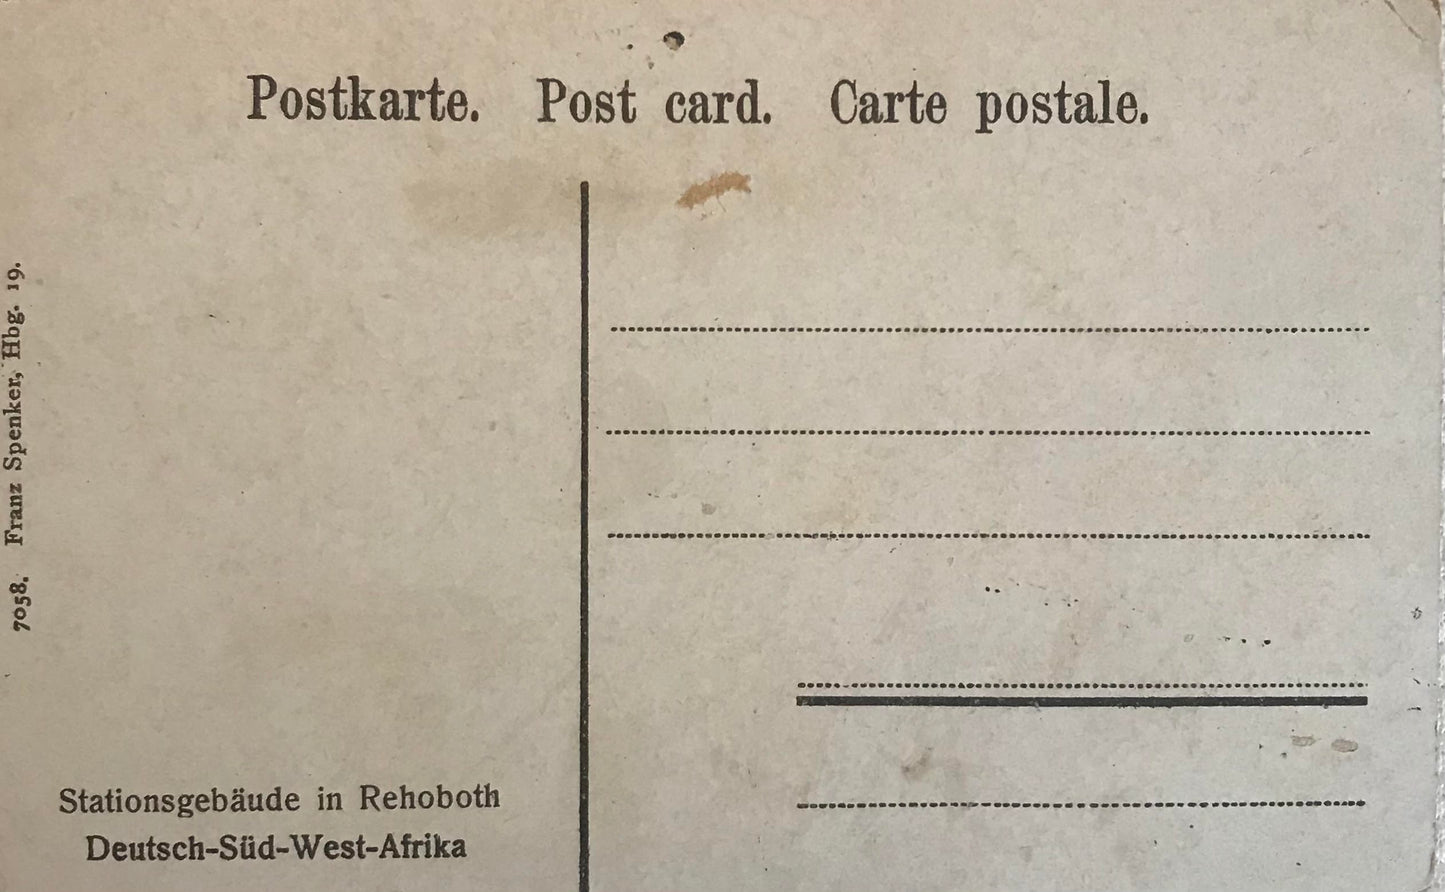 Postkarte. Post card. Carte postale.
7058. Franz Spenker, Hbg. 19.
Stationsgebäude in Rehoboth
Deutsch-Süd-West-Afrika